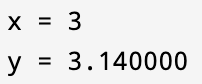 x = 3
y = 3.140000